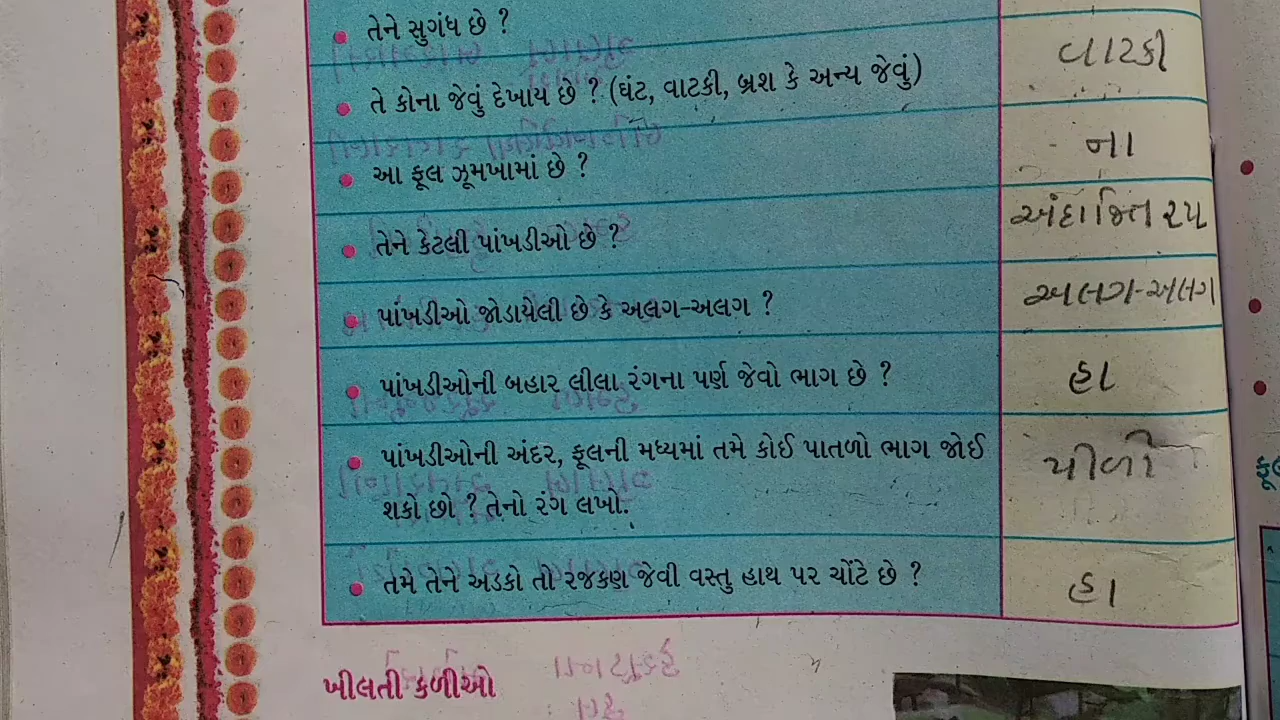 તેને સુગંધ છે ?
તે કોના જેવું દેખાય છે ? (ઘંટ, વાટકી, બ્રશ કે અન્ય જેવું)
વાટકી
આ ફૂલ ઝૂમખામાં છે ?
ના
તેને કેટલી પાંખડીઓ છે ?
અંદાજિત ૨૫
પાંખડીઓ જોડાયેલી છે કે અલગ-અલગ ?
અલગ-અલગ
પાંખડીઓની બહાર લીલા રંગના પર્ણ જેવો ભાગ છે ?
હા
પાંખડીઓની અંદર, ફૂલની મધ્યમાં તમે કોઈ પાતળો ભાગ જોઈ
શકો છો ? તેનો રંગ લખો.
પીળી
તમે તેને અડકો તો રજકણ જેવી વસ્તુ હાથ પર ચોંટે છે ?
હા
ખીલતી કળીઓ